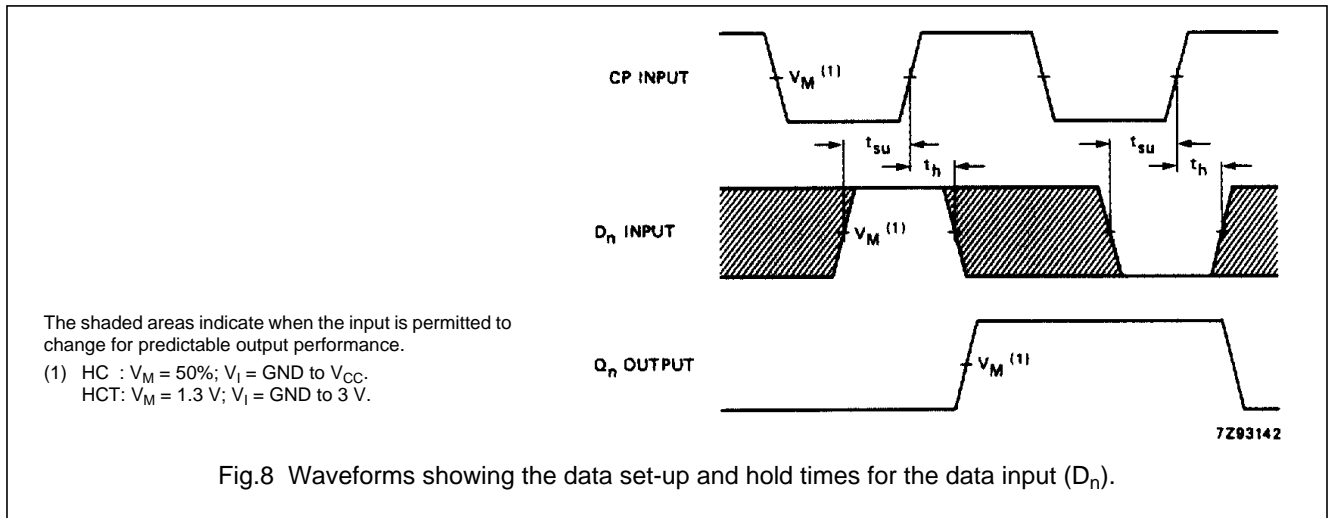 CP INPUT
V_M (1)
t_su
t_su
t_h
t_h
D_n INPUT
V_M (1)
The shaded areas indicate when the input is permitted to
change for predictable output performance.
(1) HC : V_M = 50%; V_I = GND to V_CC.
HCT: V_M = 1.3 V; V_I = GND to 3 V.
Q_n OUTPUT
V_M (1)
7Z93142
Fig.8 Waveforms showing the data set-up and hold times for the data input (D_n).